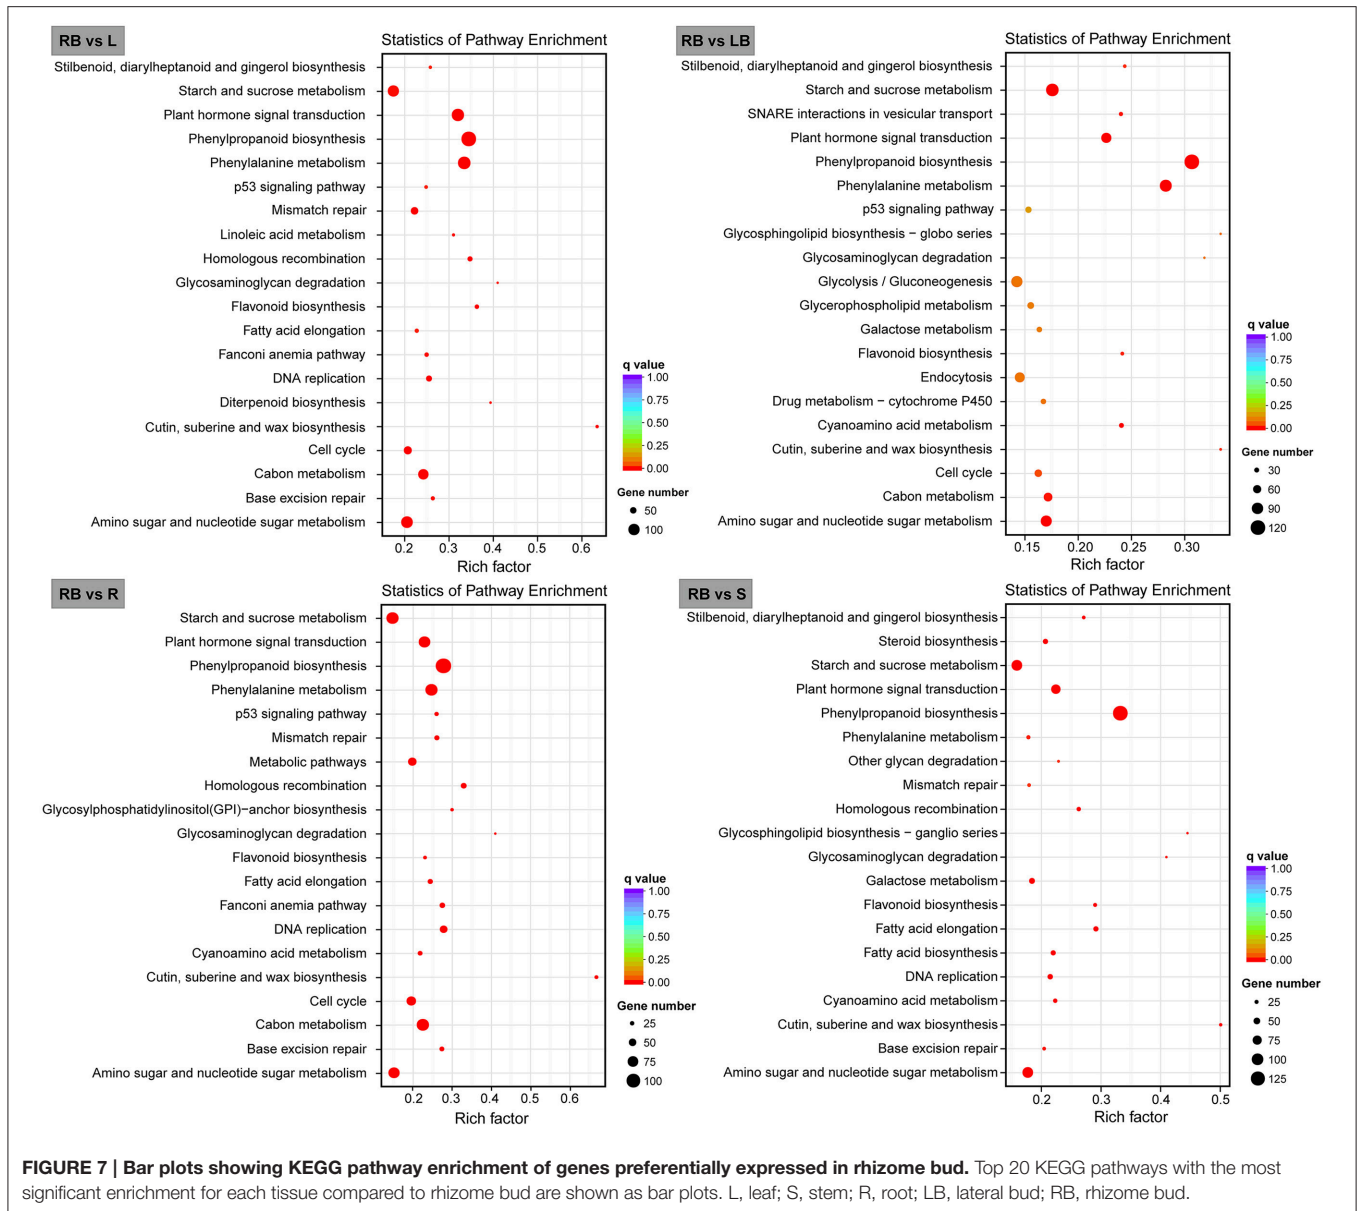 RB vs L
Statistics of Pathway Enrichment
Stilbenoid, diarylheptanoid and gingerol biosynthesis
Starch and sucrose metabolism
Plant hormone signal transduction
Phenylpropanoid biosynthesis
Phenylalanine metabolism
p53 signaling pathway
Mismatch repair
Linoleic acid metabolism
Homologous recombination
Glycosaminoglycan degradation
Flavonoid biosynthesis
Fatty acid elongation
Fanconi anemia pathway
DNA replication
Diterpenoid biosynthesis
Cutin, suberine and wax biosynthesis
Cell cycle
Cabon metabolism
Base excision repair
Amino sugar and nucleotide sugar metabolism
0.2 0.3 0.4 0.5 0.6
Rich factor
q value
1.00
0.75
0.50
0.25
0.00
Gene number
50
100
RB vs LB
Statistics of Pathway Enrichment
Stilbenoid, diarylheptanoid and gingerol biosynthesis
Starch and sucrose metabolism
SNARE interactions in vesicular transport
Plant hormone signal transduction
Phenylpropanoid biosynthesis
Phenylalanine metabolism
p53 signaling pathway
Glycosphingolipid biosynthesis − globo series
Glycosaminoglycan degradation
Glycolysis / Gluconeogenesis
Glycerophospholipid metabolism
Galactose metabolism
Flavonoid biosynthesis
Endocytosis
Drug metabolism − cytochrome P450
Cyanoamino acid metabolism
Cutin, suberine and wax biosynthesis
Cell cycle
Cabon metabolism
Amino sugar and nucleotide sugar metabolism
0.15 0.20 0.25 0.30
Rich factor
q value
1.00
0.75
0.50
0.25
0.00
Gene number
30
60
90
120
RB vs R
Statistics of Pathway Enrichment
Starch and sucrose metabolism
Plant hormone signal transduction
Phenylpropanoid biosynthesis
Phenylalanine metabolism
p53 signaling pathway
Mismatch repair
Metabolic pathways
Homologous recombination
Glycosylphosphatidylinositol(GPI)−anchor biosynthesis
Glycosaminoglycan degradation
Flavonoid biosynthesis
Fatty acid elongation
Fanconi anemia pathway
DNA replication
Cyanoamino acid metabolism
Cutin, suberine and wax biosynthesis
Cell cycle
Cabon metabolism
Base excision repair
Amino sugar and nucleotide sugar metabolism
0.2 0.3 0.4 0.5 0.6
Rich factor
q value
1.00
0.75
0.50
0.25
0.00
Gene number
25
50
75
100
RB vs S
Statistics of Pathway Enrichment
Stilbenoid, diarylheptanoid and gingerol biosynthesis
Steroid biosynthesis
Starch and sucrose metabolism
Plant hormone signal transduction
Phenylpropanoid biosynthesis
Phenylalanine metabolism
Other glycan degradation
Mismatch repair
Homologous recombination
Glycosphingolipid biosynthesis − ganglio series
Glycosaminoglycan degradation
Galactose metabolism
Flavonoid biosynthesis
Fatty acid elongation
Fatty acid biosynthesis
DNA replication
Cyanoamino acid metabolism
Cutin, suberine and wax biosynthesis
Base excision repair
Amino sugar and nucleotide sugar metabolism
0.2 0.3 0.4 0.5
Rich factor
q value
1.00
0.75
0.50
0.25
0.00
Gene number
25
50
75
100
125
FIGURE 7 | Bar plots showing KEGG pathway enrichment of genes preferentially expressed in rhizome bud. Top 20 KEGG pathways with the most
significant enrichment for each tissue compared to rhizome bud are shown as bar plots. L, leaf; S, stem; R, root; LB, lateral bud; RB, rhizome bud.